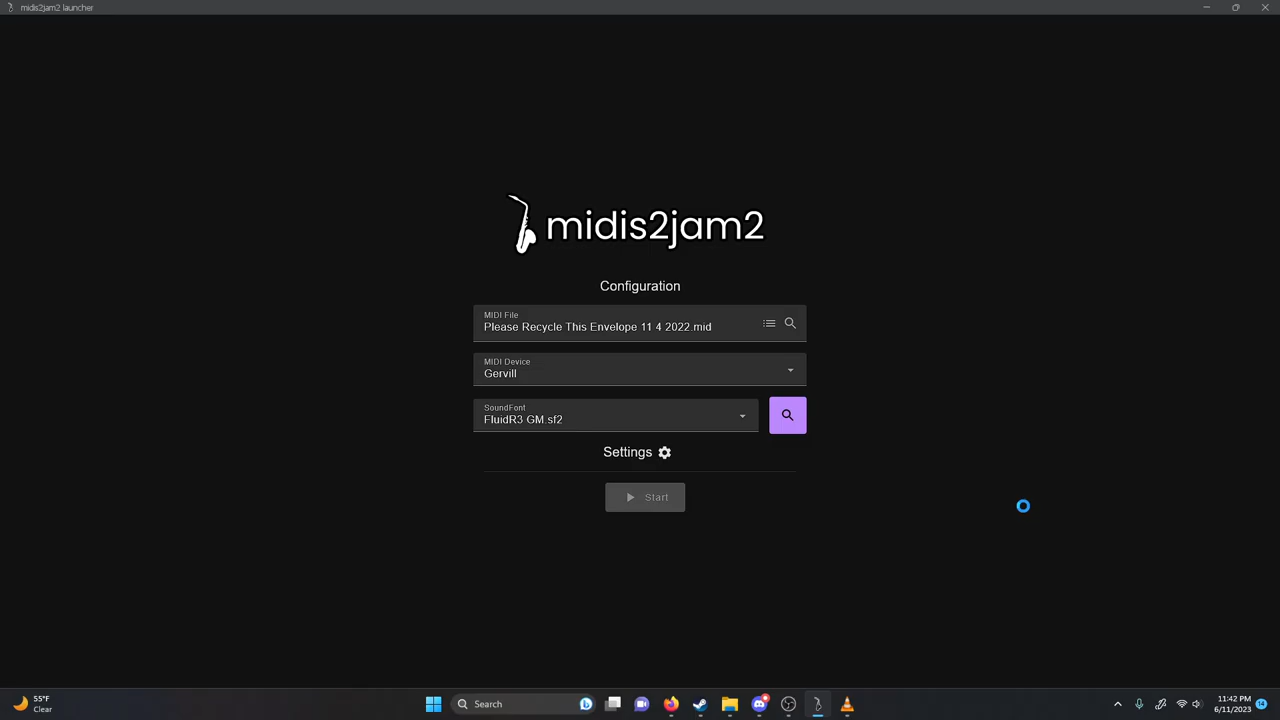 midis2jam2 launcher
midis2jam2
Configuration
MIDI File
Please Recycle This Envelope 11 4 2022.mid
MIDI Device
Gervill
SoundFont
FluidR3 GM.sf2
Settings
Start
55°F
Clear
Search
11:42 PM
6/11/2023
14